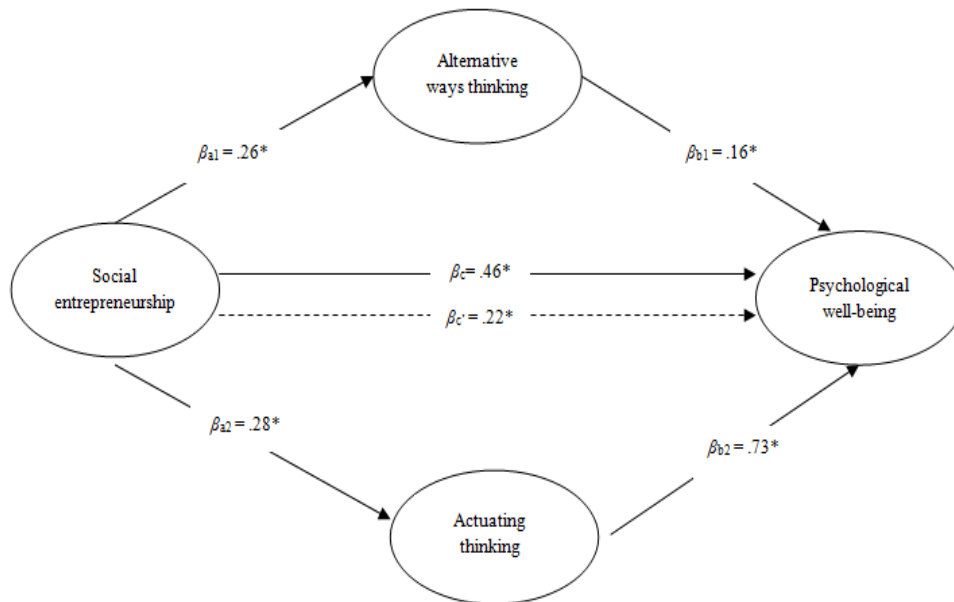 Alternative
ways thinking
βa1 = .26*
βb1 = .16*
Social
entrepreneurship
βc= .46*
βc' = .22*
Psychological
well-being
βa2 = .28*
βb2 = .73*
Actuating
thinking